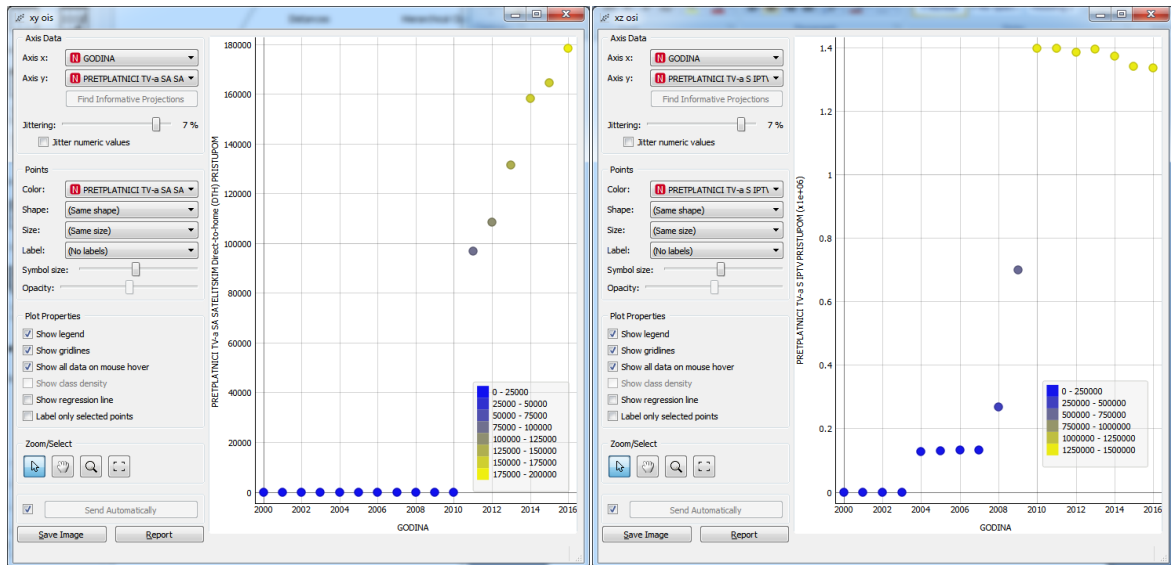 Distances
Hierarchical Cl
xy ois
Axis Data
Axis x: N GODINA
Axis y: N PRETPLATNICI TV-a SA SA
Find Informative Projections
Jittering: 7 %
Jitter numeric values
Points
Color: N PRETPLATNICI TV-a SA SA
Shape: (Same shape)
Size: (Same size)
Label: (No labels)
Symbol size:
Opacity:
Plot Properties
Show legend
Show gridlines
Show all data on mouse hover
Show class density
Show regression line
Label only selected points
Zoom/Select
Send Automatically
Save Image Report
PRETPLATNICI TV-a SA SATELITSKIM Direct-to-home (DTH) PRISTUPOM
180000
160000
140000
120000
100000
80000
60000
40000
20000
0
2000 2002 2004 2006 2008 2010 2012 2014 2016
GODINA
0 - 25000
25000 - 50000
50000 - 75000
75000 - 100000
100000 - 125000
125000 - 150000
150000 - 175000
175000 - 200000
xz osi
Axis Data
Axis x: N GODINA
Axis y: N PRETPLATNICI TV-a S IPTV
Find Informative Projections
Jittering: 7 %
Jitter numeric values
Points
Color: N PRETPLATNICI TV-a S IPTV
Shape: (Same shape)
Size: (Same size)
Label: (No labels)
Symbol size:
Opacity:
Plot Properties
Show legend
Show gridlines
Show all data on mouse hover
Show class density
Show regression line
Label only selected points
Zoom/Select
Send Automatically
Save Image Report
PRETPLATNICI TV-a S IPTV PRISTUPOM (x1e+06)
1.4
1.2
1
0.8
0.6
0.4
0.2
0
2000 2002 2004 2006 2008 2010 2012 2014 2016
GODINA
0 - 250000
250000 - 500000
500000 - 750000
750000 - 1000000
1000000 - 1250000
1250000 - 1500000